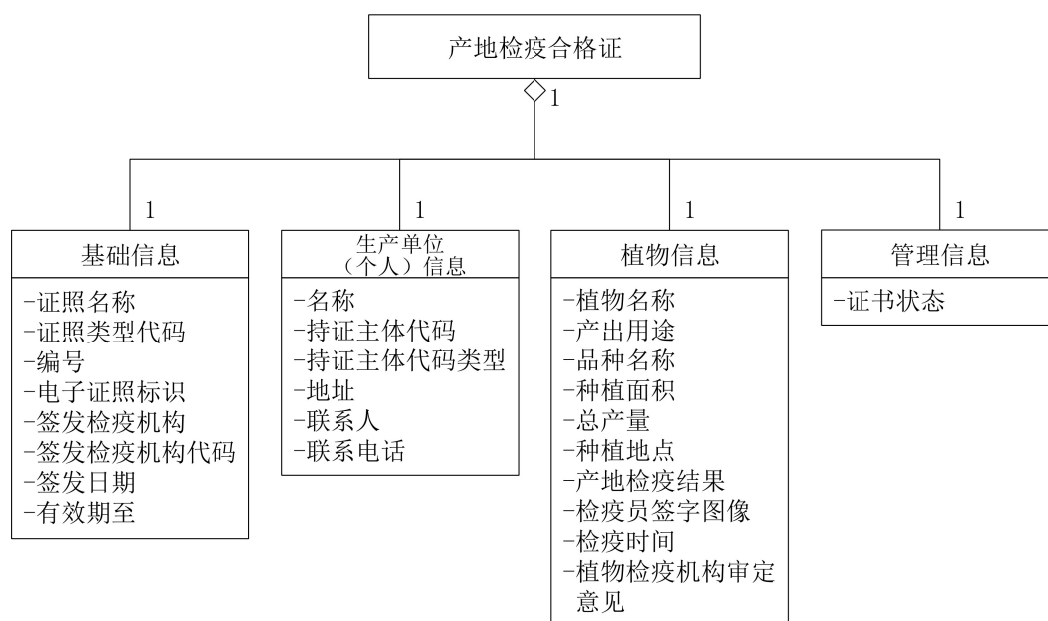 产地检疫合格证
1
1
1
1
1
基础信息
-证照名称
-证照类型代码
-编号
-电子证照标识
-签发检疫机构
-签发检疫机构代码
-签发日期
-有效期至
生产单位
（个人）信息
-名称
-持证主体代码
-持证主体代码类型
-地址
-联系人
-联系电话
植物信息
-植物名称
-产出用途
-品种名称
-种植面积
-总产量
-种植地点
-产地检疫结果
-检疫员签字图像
-检疫时间
-植物检疫机构审定
意见
管理信息
-证书状态